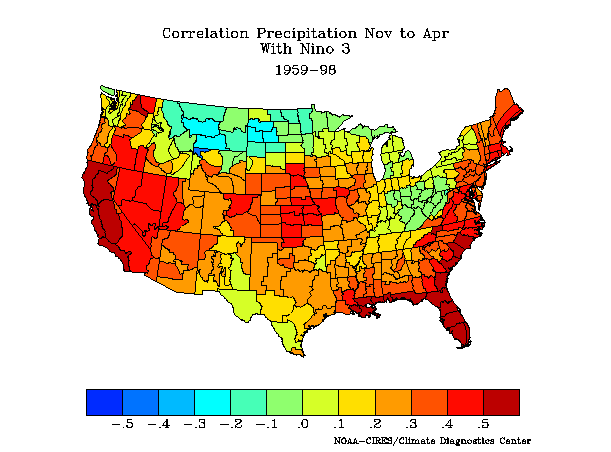 Correlation Precipitation Nov to Apr
With Nino 3
1959-98
-.5 -.4 -.3 -.2 -.1 .0 .1 .2 .3 .4 .5
NOAA-CIRES/Climate Diagnostics Center